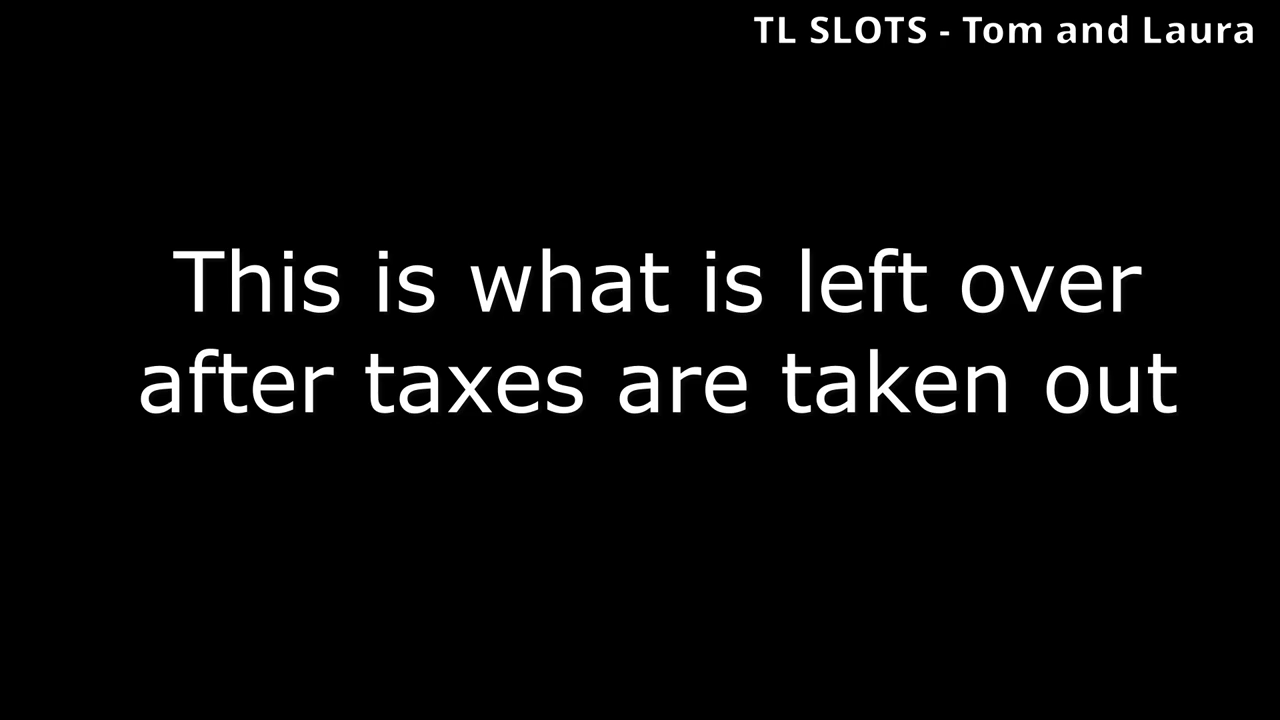 TL SLOTS - Tom and Laura
This is what is left over
after taxes are taken out